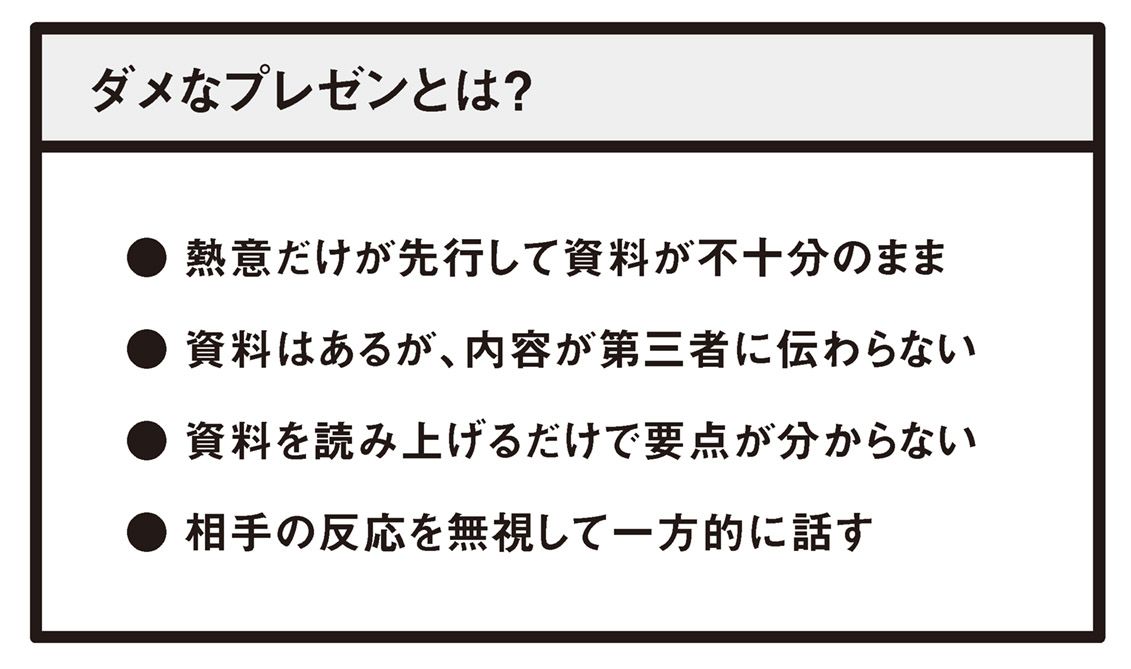 ダメなプレゼンとは？
● 熱意だけが先行して資料が不十分のまま
● 資料はあるが、内容が第三者に伝わらない
● 資料を読み上げるだけで要点が分からない
● 相手の反応を無視して一方的に話す